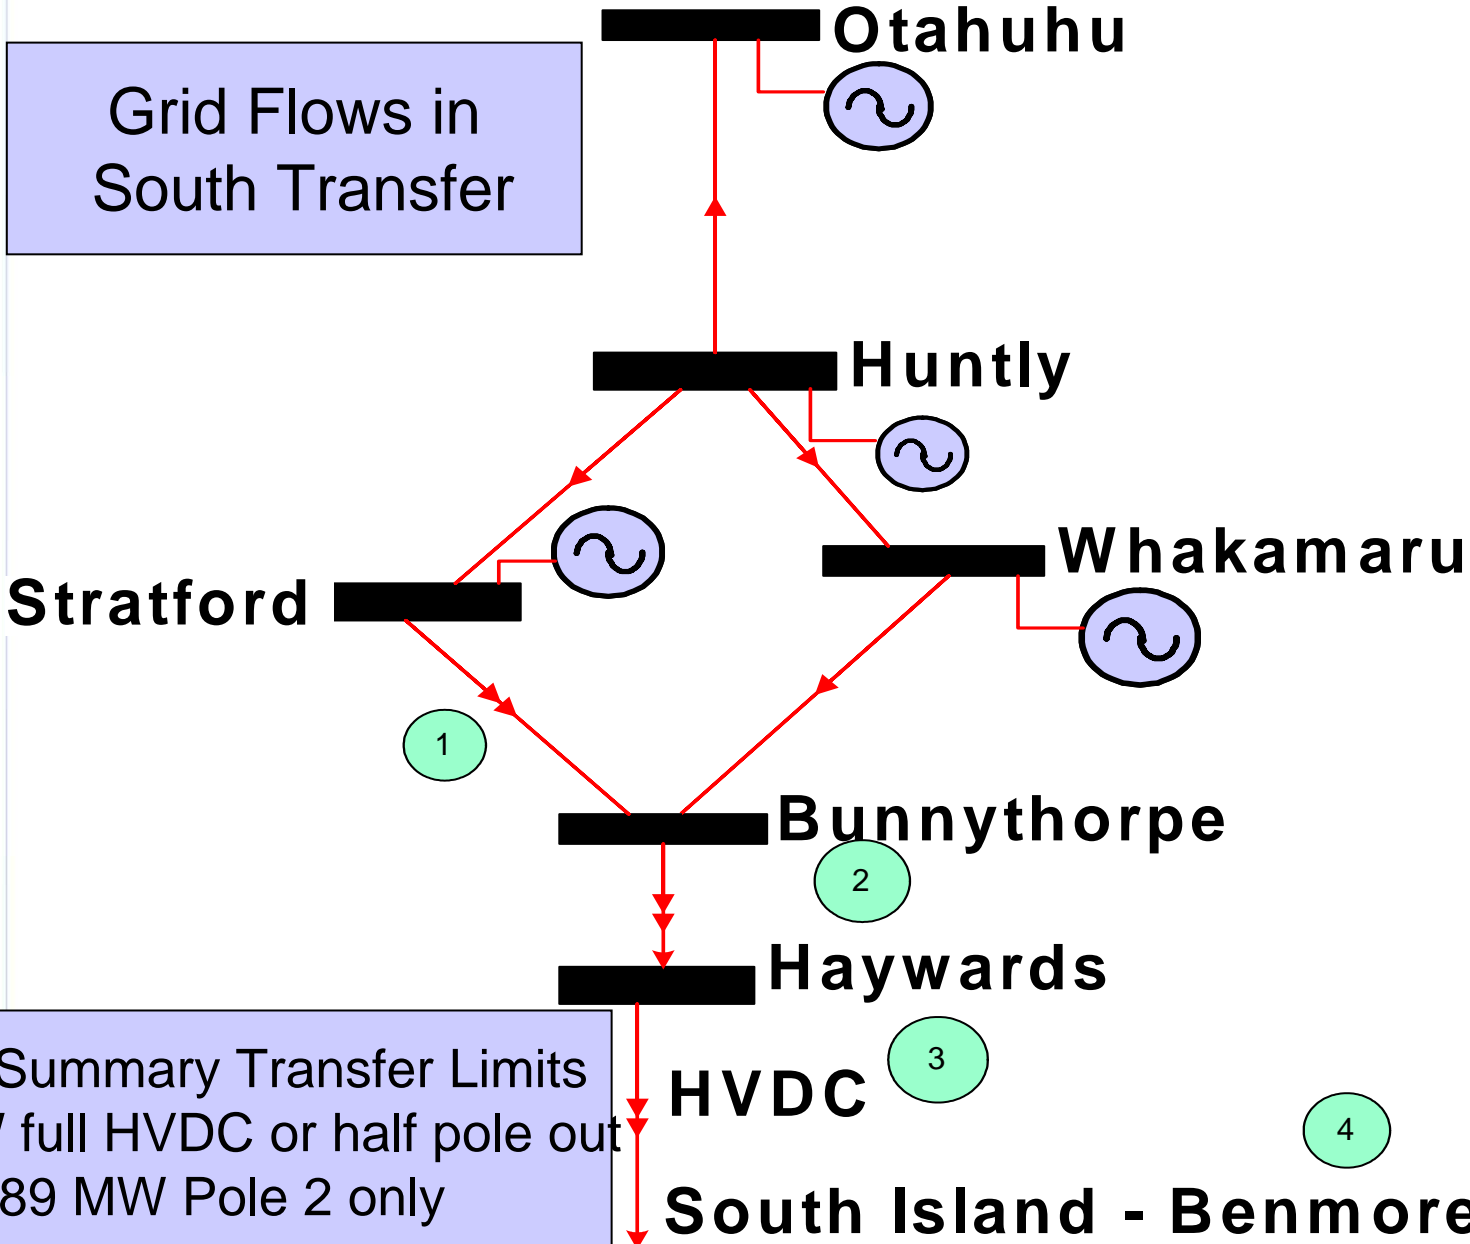 Otahuhu
Grid Flows in
South Transfer
Huntly
Whakamaru
Stratford
1
Bunnythorpe
2
Haywards
3
Summary Transfer Limits
full HVDC or half pole out
HVDC
4
89 MW Pole 2 only
South Island - Benmore